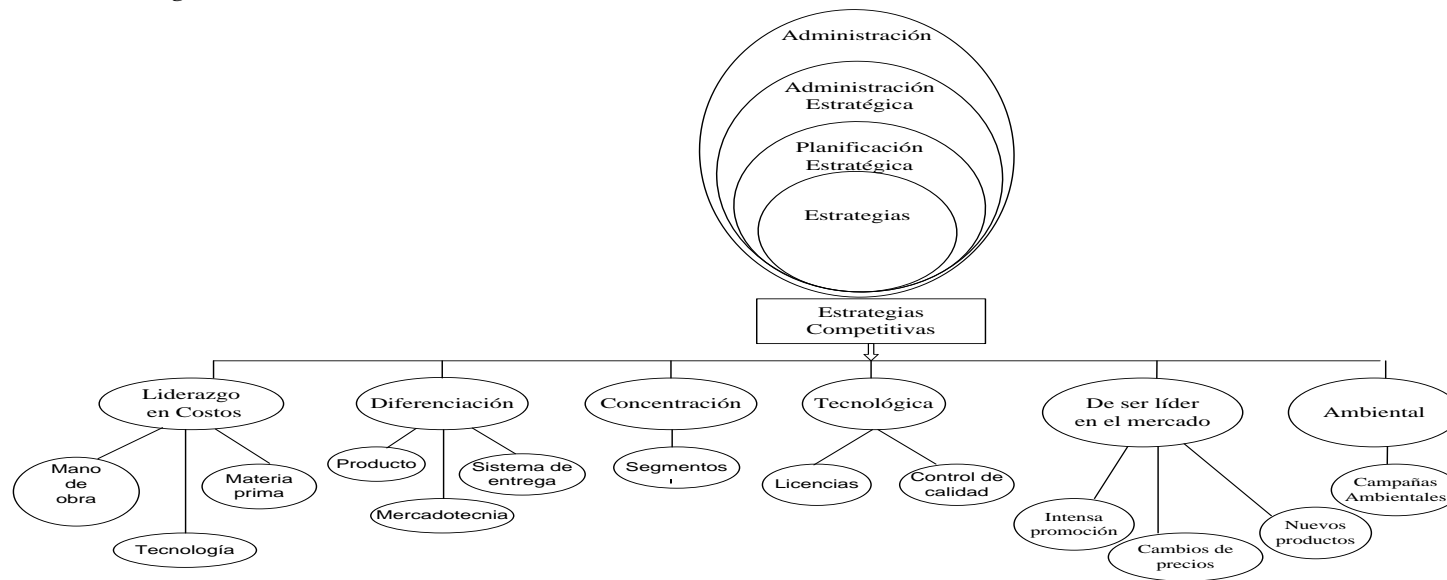 Administración
Administración
Estratégica
Planificación
Estratégica
Estrategias
Estrategias
Competitivas
Liderazgo
en Costos
Diferenciación
Concentración
Tecnológica
De ser líder
en el mercado
Ambiental
Mano
de
obra
Tecnología
Materia
prima
Producto
Mercadotecnia
Sistema de
entrega
Segmentos
Licencias
Control de
calidad
Intensa
promoción
Cambios de
precios
Nuevos
productos
Campañas
Ambientales